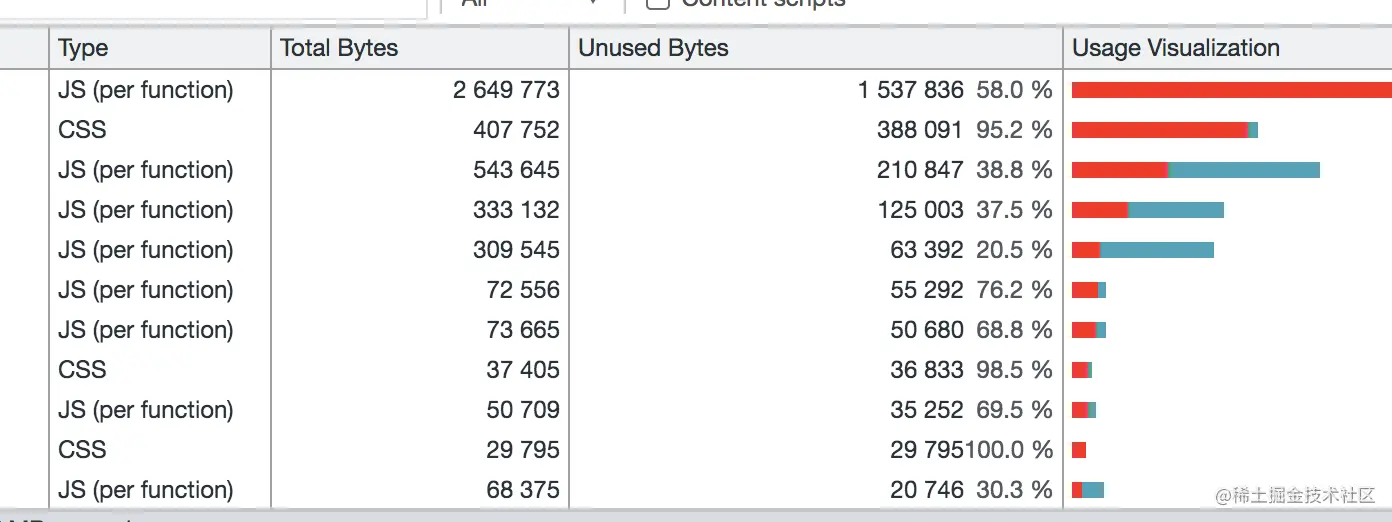 All Content scripts
Type Total Bytes Unused Bytes Usage Visualization
JS (per function) 2 649 773 1 537 836 58.0 %
CSS 407 752 388 091 95.2 %
JS (per function) 543 645 210 847 38.8 %
JS (per function) 333 132 125 003 37.5 %
JS (per function) 309 545 63 392 20.5 %
JS (per function) 72 556 55 292 76.2 %
JS (per function) 73 665 50 680 68.8 %
CSS 37 405 36 833 98.5 %
JS (per function) 50 709 35 252 69.5 %
CSS 29 795 29 795100.0 %
JS (per function) 68 375 20 746 30.3 %
@稀土掘金技术社区